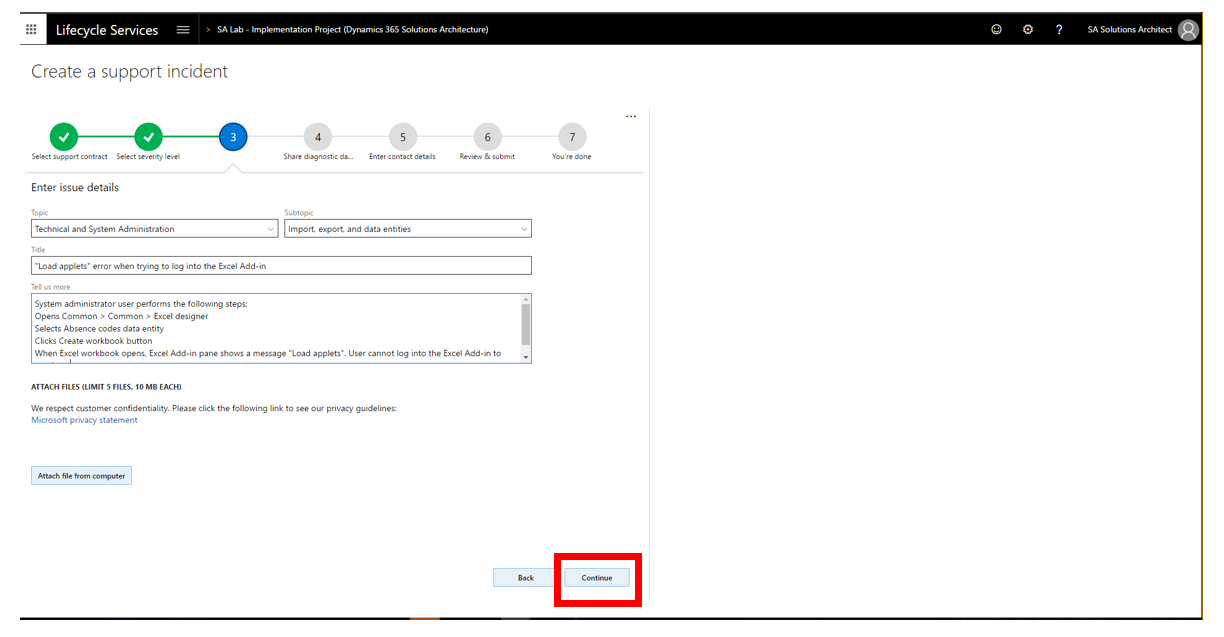 Lifecycle Services > SA Lab - Implementation Project (Dynamics 365 Solutions Architecture) ? SA Solutions Architect
Create a support incident
...
3 4 5 6 7
Select support contract Select severity level Share diagnostic da... Enter contact details Review & submit You're done
Enter issue details
Topic Subtopic
Technical and System Administration Import, export, and data entities
Title
"Load applets" error when trying to log into the Excel Add-in
Tell us more
System administrator user performs the following steps:
Opens Common > Common > Excel designer
Selects Absence codes data entity
Clicks Create workbook button
When Excel workbook opens. Excel Add-in pane shows a message "Load applets". User cannot log into the Excel Add-in to
ATTACH FILES (LIMIT 5 FILES, 10 MB EACH)
We respect customer confidentiality. Please click the following link to see our privacy guidelines:
Microsoft privacy statement
Attach file from computer
Back Continue